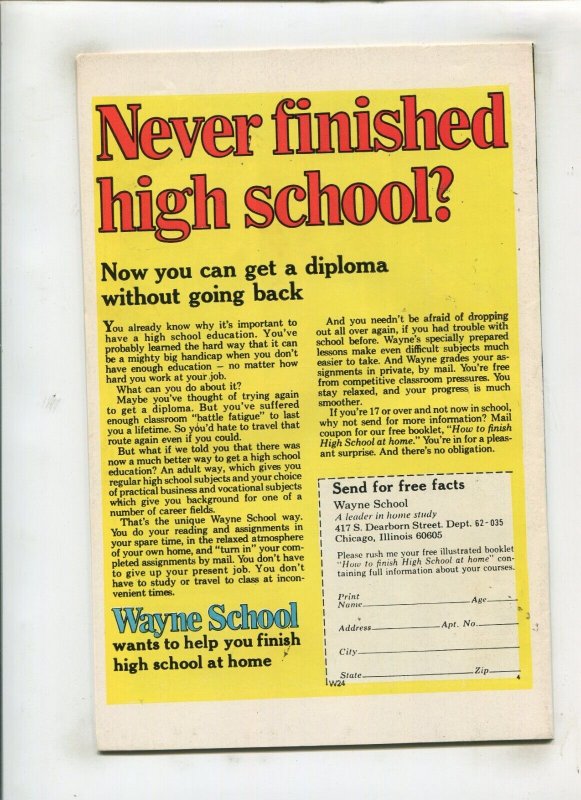 Never finished
high school?
Now you can get a diploma
without going back
You already know why it's important to
have a high school education. You've
probably learned the hard way that it can
be a mighty big handicap when you don't
have enough education – no matter how
hard you work at your job.
What can you do about it?
Maybe you've thought of trying again
to get a diploma. But you've suffered
enough classroom "battle fatigue" to last
you a lifetime. So you'd hate to travel that
route again even if you could.
But what if we told you that there was
now a much better way to get a high school
education? An adult way, which gives you
regular high school subjects and your choice
of practical business and vocational subjects
which give you background for one of a
number of career fields.
That's the unique Wayne School way.
You do your reading and assignments in
your spare time, in the relaxed atmosphere
of your own home, and "turn in" your com-
pleted assignments by mail. You don't have
to give up your present job. You don't
have to study or travel to class at incon-
venient times.
Wayne School
wants to help you finish
high school at home
And you needn't be afraid of dropping
out all over again, if you had trouble with
school before. Wayne's specially prepared
lessons make even difficult subjects much
easier to take. And Wayne grades your as-
signments in private, by mail. You're free
from competitive classroom pressures. You
stay relaxed, and your progress is much
smoother.
If you're 17 or over and not now in school,
why not send for more information? Mail
coupon for our free booklet, "How to finish
High School at home." You're in for a pleas-
ant surprise. And there's no obligation.
Send for free facts
Wayne School
A leader in home study
417 S. Dearborn Street. Dept. 62-035
Chicago, Illinois 60605
Please rush me your free illustrated booklet
"How to finish High School at home" con-
taining full information about your courses.
Print
Name Age
Address Apt. No.
City
State Zip
W24 4